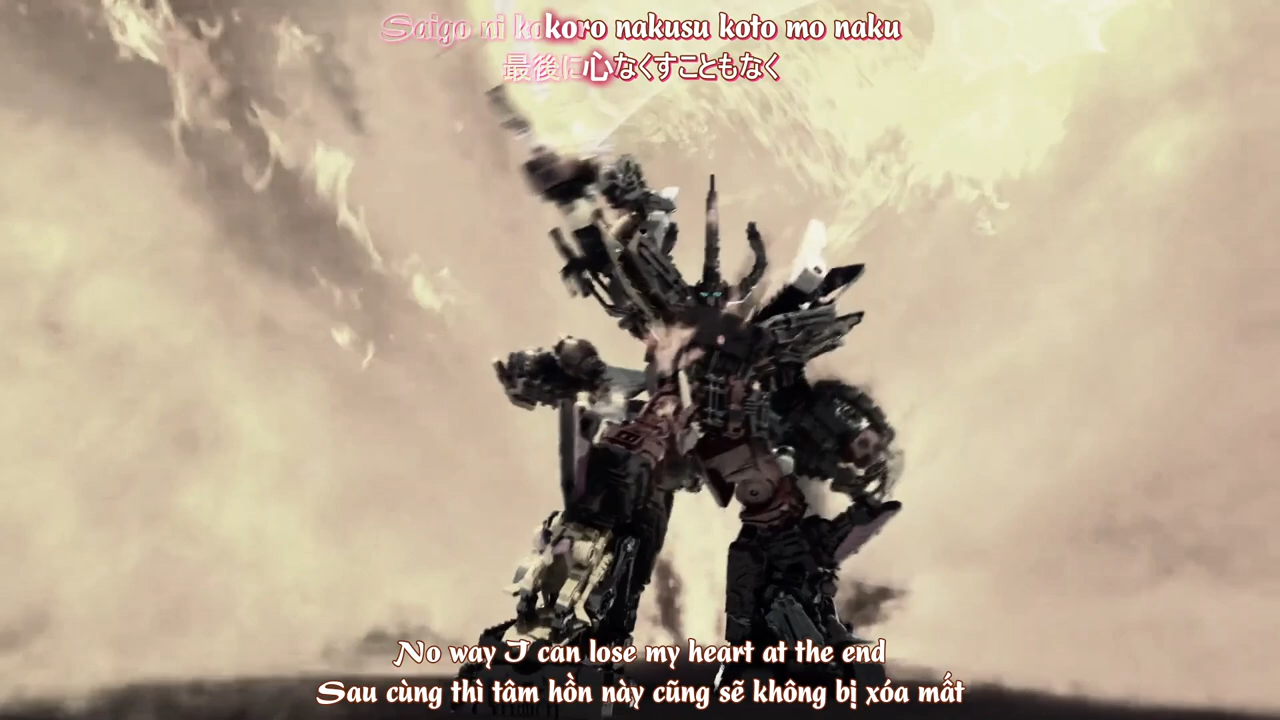 Saigo ni kokoro nakusu koto mo naku
最後に心なくすこともなく
No way I can lose my heart at the end
Sau cùng thì tâm hồn này cũng sẽ không bị xóa mất